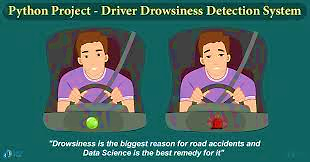 Python Project - Driver Drowsiness Detection System
"Drowsiness is the biggest reason for road accidents and
Data Science is the best remedy for it"